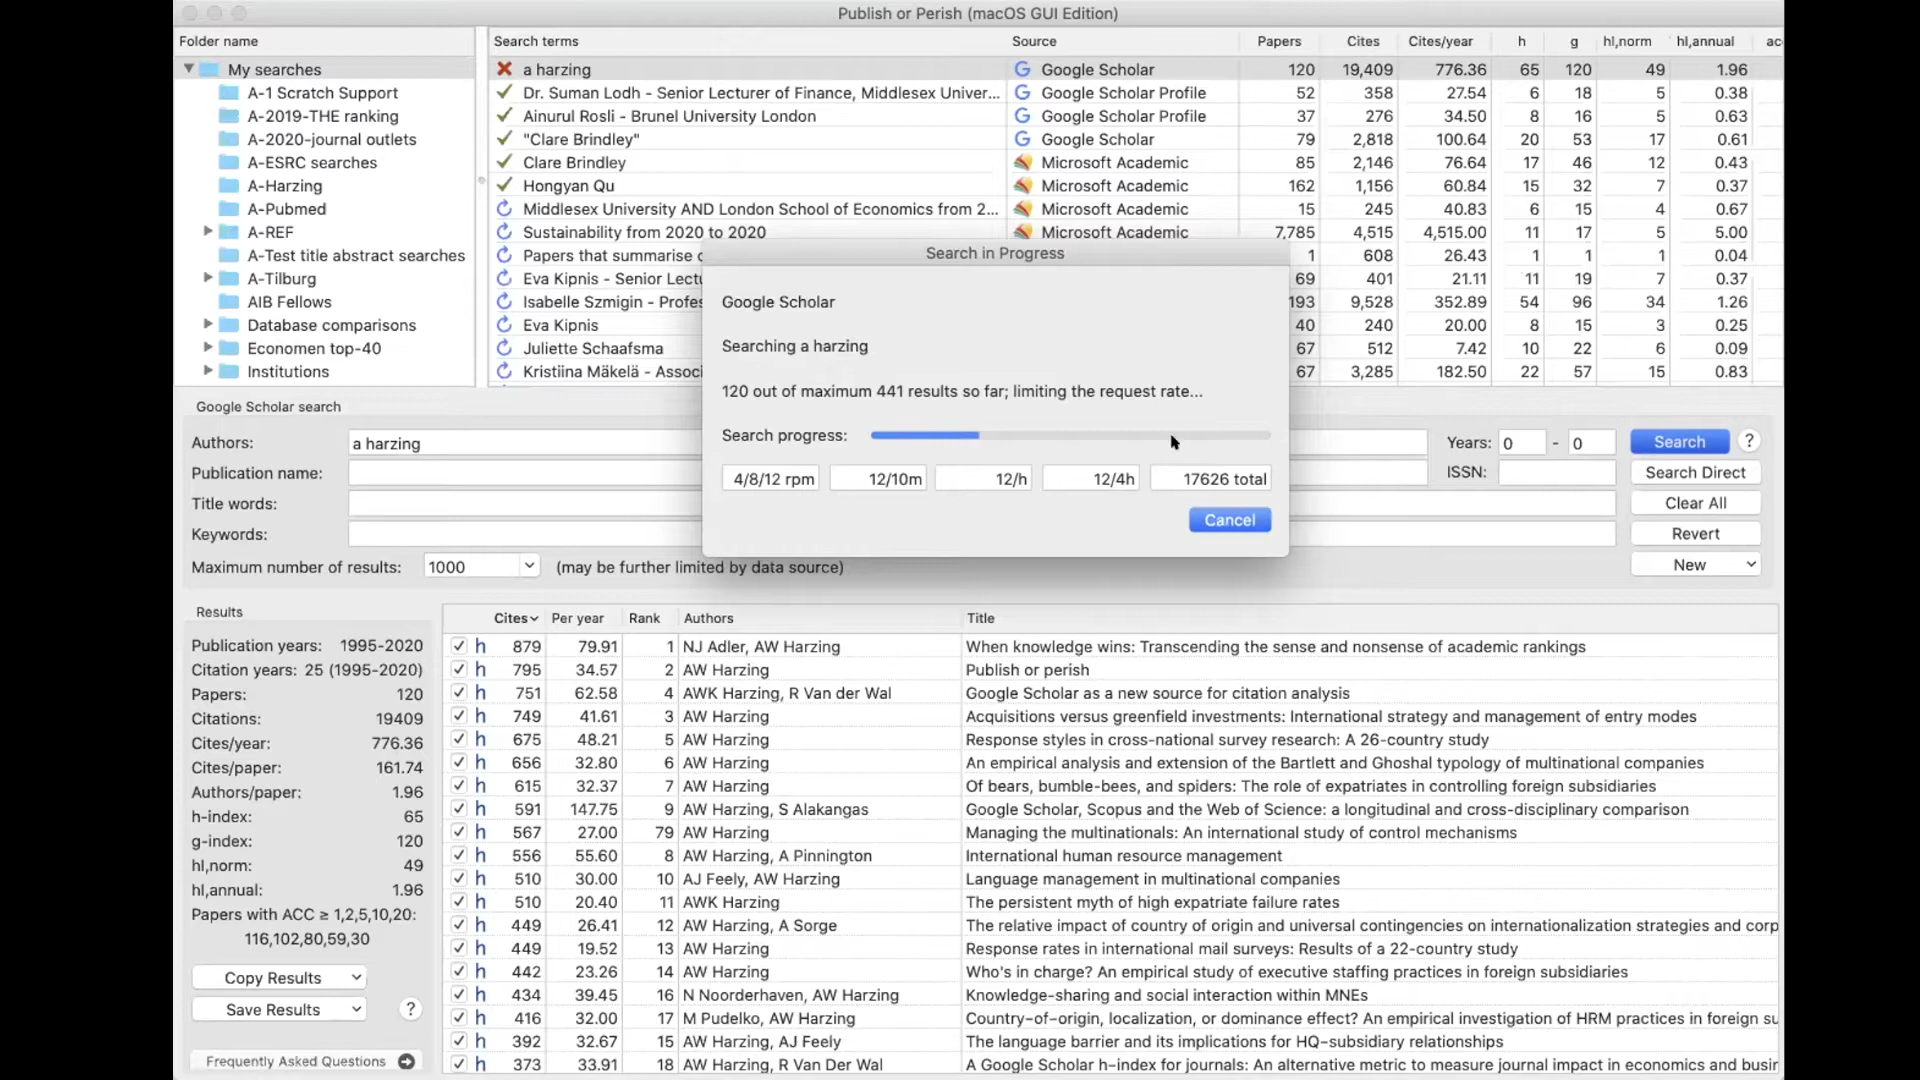 Publish or Perish (macOS GUI Edition)
Folder name
My searches
A-1 Scratch Support
A-2019-THE ranking
A-2020-journal outlets
A-ESRC searches
A-Harzing
A-Pubmed
A-REF
A-Test title abstract searches
A-Tilburg
AIB Fellows
Database comparisons
Economen top-40
Institutions
Search terms Source Papers Cites Cites/year h g hI,norm hI,annual
a harzing Google Scholar 120 19,409 776.36 65 120 49 1.96
Dr. Suman Lodh - Senior Lecturer of Finance, Middlesex Univer... Google Scholar Profile 52 358 27.54 6 18 5 0.38
Ainurul Rosli - Brunel University London Google Scholar Profile 37 276 34.50 8 16 5 0.63
"Clare Brindley" Google Scholar 79 2,818 100.64 20 53 17 0.61
Clare Brindley Microsoft Academic 85 2,146 76.64 17 46 12 0.43
Hongyan Qu Microsoft Academic 162 1,156 60.84 15 32 7 0.37
Middlesex University AND London School of Economics from 2... Microsoft Academic 15 245 40.83 6 15 4 0.67
Sustainability from 2020 to 2020 Microsoft Academic 7,785 4,515 4,515.00 11 17 5 5.00
Papers that summarise 1 608 26.43 1 1 1 0.04
Eva Kipnis - Senior 69 401 21.11 11 19 7 0.37
Isabelle Szmigin - 193 9,528 352.89 54 96 34 1.26
Eva Kipnis 40 240 20.00 8 15 3 0.25
Juliette Schaafsma 67 512 7.42 10 22 6 0.09
Kristiina Mäkelä - 67 3,285 182.50 22 57 15 0.83
Search in Progress
Google Scholar
Searching a harzing
120 out of maximum 441 results so far; limiting the request rate...
Search progress:
4/8/12 rpm 12/10m 12/h 12/4h 17626 total
Cancel
Google Scholar search
Authors: a harzing Years: 0 - 0 Search ?
Publication name: ISSN: Search Direct
Title words: Clear All
Keywords: Revert
Maximum number of results: 1000 (may be further limited by data source) New
Results
Publication years: 1995-2020
Citation years: 25 (1995-2020)
Papers: 120
Citations: 19409
Cites/year: 776.36
Cites/paper: 161.74
Authors/paper: 1.96
h-index: 65
g-index: 120
hI,norm: 49
hI,annual: 1.96
Papers with ACC ≥ 1,2,5,10,20:
116,102,80,59,30
Copy Results
Save Results ?
Frequently Asked Questions
Cites Per year Rank Authors Title
h 879 79.91 1 NJ Adler, AW Harzing When knowledge wins: Transcending the sense and nonsense of academic rankings
h 795 34.57 2 AW Harzing Publish or perish
h 751 62.58 4 AWK Harzing, R Van der Wal Google Scholar as a new source for citation analysis
h 749 41.61 3 AW Harzing Acquisitions versus greenfield investments: International strategy and management of entry modes
h 675 48.21 5 AW Harzing Response styles in cross-national survey research: A 26-country study
h 656 32.80 6 AW Harzing An empirical analysis and extension of the Bartlett and Ghoshal typology of multinational companies
h 615 32.37 7 AW Harzing Of bears, bumble-bees, and spiders: The role of expatriates in controlling foreign subsidiaries
h 591 147.75 9 AW Harzing, S Alakangas Google Scholar, Scopus and the Web of Science: a longitudinal and cross-disciplinary comparison
h 567 27.00 79 AW Harzing Managing the multinationals: An international study of control mechanisms
h 556 55.60 8 AW Harzing, A Pinnington International human resource management
h 510 30.00 10 AJ Feely, AW Harzing Language management in multinational companies
h 510 20.40 11 AWK Harzing The persistent myth of high expatriate failure rates
h 449 26.41 12 AW Harzing, A Sorge The relative impact of country of origin and universal contingencies on internationalization strategies and corp
h 449 19.52 13 AW Harzing Response rates in international mail surveys: Results of a 22-country study
h 442 23.26 14 AW Harzing Who's in charge? An empirical study of executive staffing practices in foreign subsidiaries
h 434 39.45 16 N Noorderhaven, AW Harzing Knowledge-sharing and social interaction within MNEs
h 416 32.00 17 M Pudelko, AW Harzing Country-of-origin, localization, or dominance effect? An empirical investigation of HRM practices in foreign su
h 392 32.67 15 AW Harzing, AJ Feely The language barrier and its implications for HQ-subsidiary relationships
h 373 33.91 18 AW Harzing, R Van Der Wal A Google Scholar h-index for journals: An alternative metric to measure journal impact in economics and busin